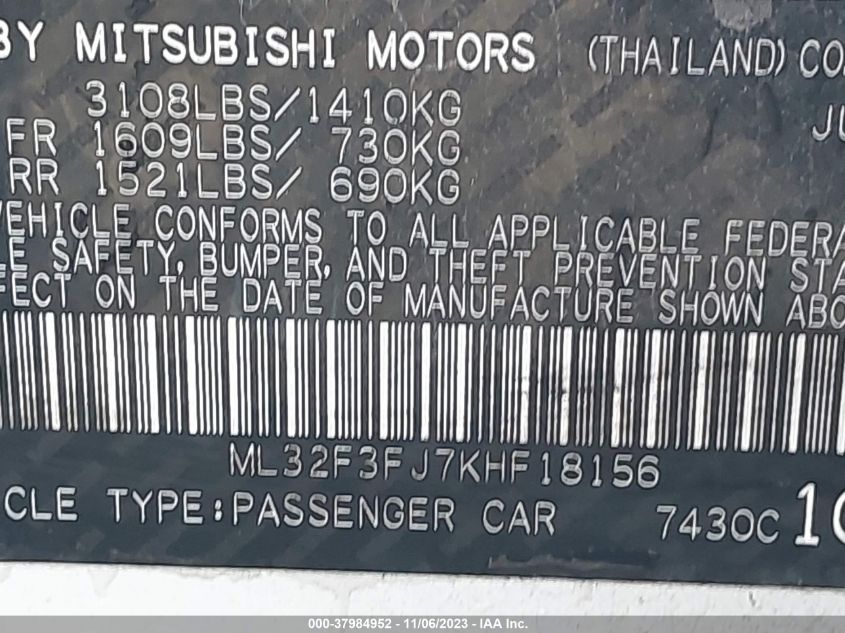 BY MITSUBISHI MOTORS (THAILAND) CO
3108LBS/1410KG
JU
FR 1609LBS/ 730KG
RR 1521LBS/ 690KG
VEHICLE CONFORMS TO ALL APPLICABLE FEDERA
E SAFETY, BUMPER, AND THEFT PREVENTION STA
FECT ON THE DATE OF MANUFACTURE SHOWN ABO
ML32F3FJ7KHF18156
CLE TYPE:PASSENGER CAR 7430C 10
000-37984952 - 11/06/2023 - IAA Inc.